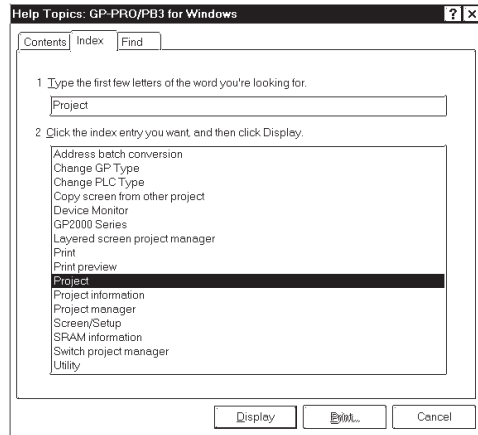 Help Topics: GP-PRO/PB3 for Windows
? ×
Contents Index Find
1 Type the first few letters of the word you're looking for.
Project
2 Click the index entry you want, and then click Display.
Address batch conversion
Change GP Type
Change PLC Type
Copy screen from other project
Device Monitor
GP2000 Series
Layered screen project manager
Print
Print preview
Project
Project information
Project manager
Screen/Setup
SRAM information
Switch project manager
Utility
Display Print... Cancel